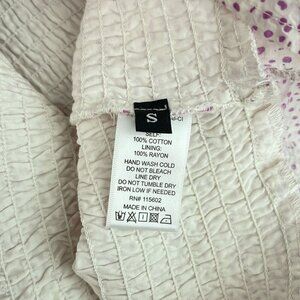 S
SELF:
100% COTTON
LINING:
100% RAYON
HAND WASH COLD
DO NOT BLEACH
LINE DRY
DO NOT TUMBLE DRY
IRON LOW IF NEEDED
RN# 115602
MADE IN CHINA